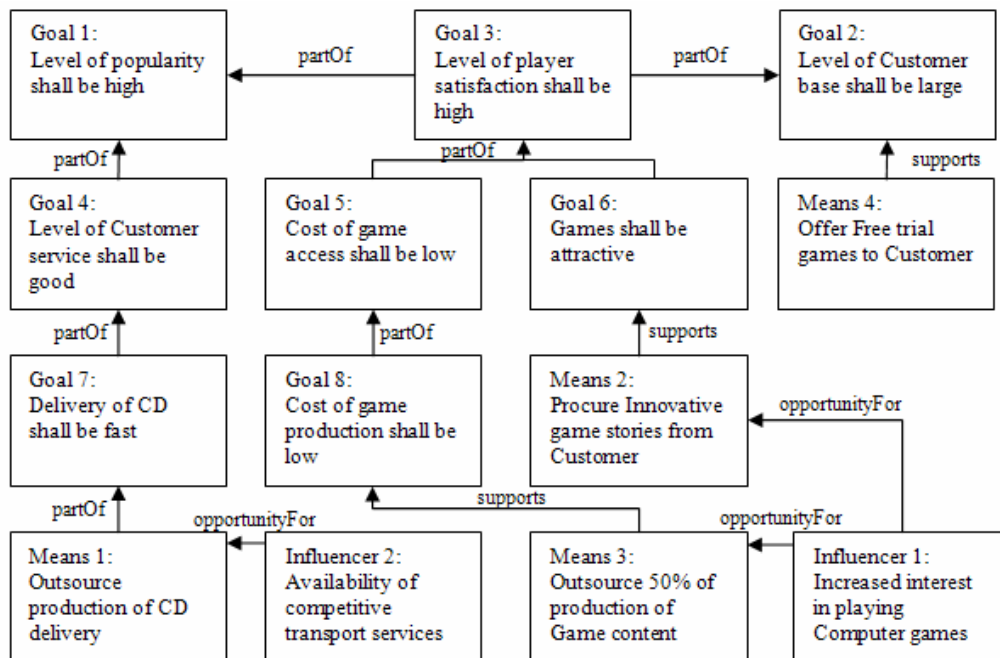 Goal 1:
Level of popularity
shall be high
partOf
Goal 3:
Level of player
satisfaction shall be
high
partOf
Goal 2:
Level of Customer
base shall be large
partOf
partOf
supports
Goal 4:
Level of Customer
service shall be
good
Goal 5:
Cost of game
access shall be low
Goal 6:
Games shall be
attractive
Means 4:
Offer Free trial
games to Customer
partOf
partOf
supports
Goal 7:
Delivery of CD
shall be fast
Goal 8:
Cost of game
production shall be
low
Means 2:
Procure Innovative
game stories from
Customer
opportunityFor
partOf
opportunityFor
supports
opportunityFor
Means 1:
Outsource
production of CD
delivery
Influencer 2:
Availability of
competitive
transport services
Means 3:
Outsource 50% of
production of
Game content
Influencer 1:
Increased interest
in playing
Computer games